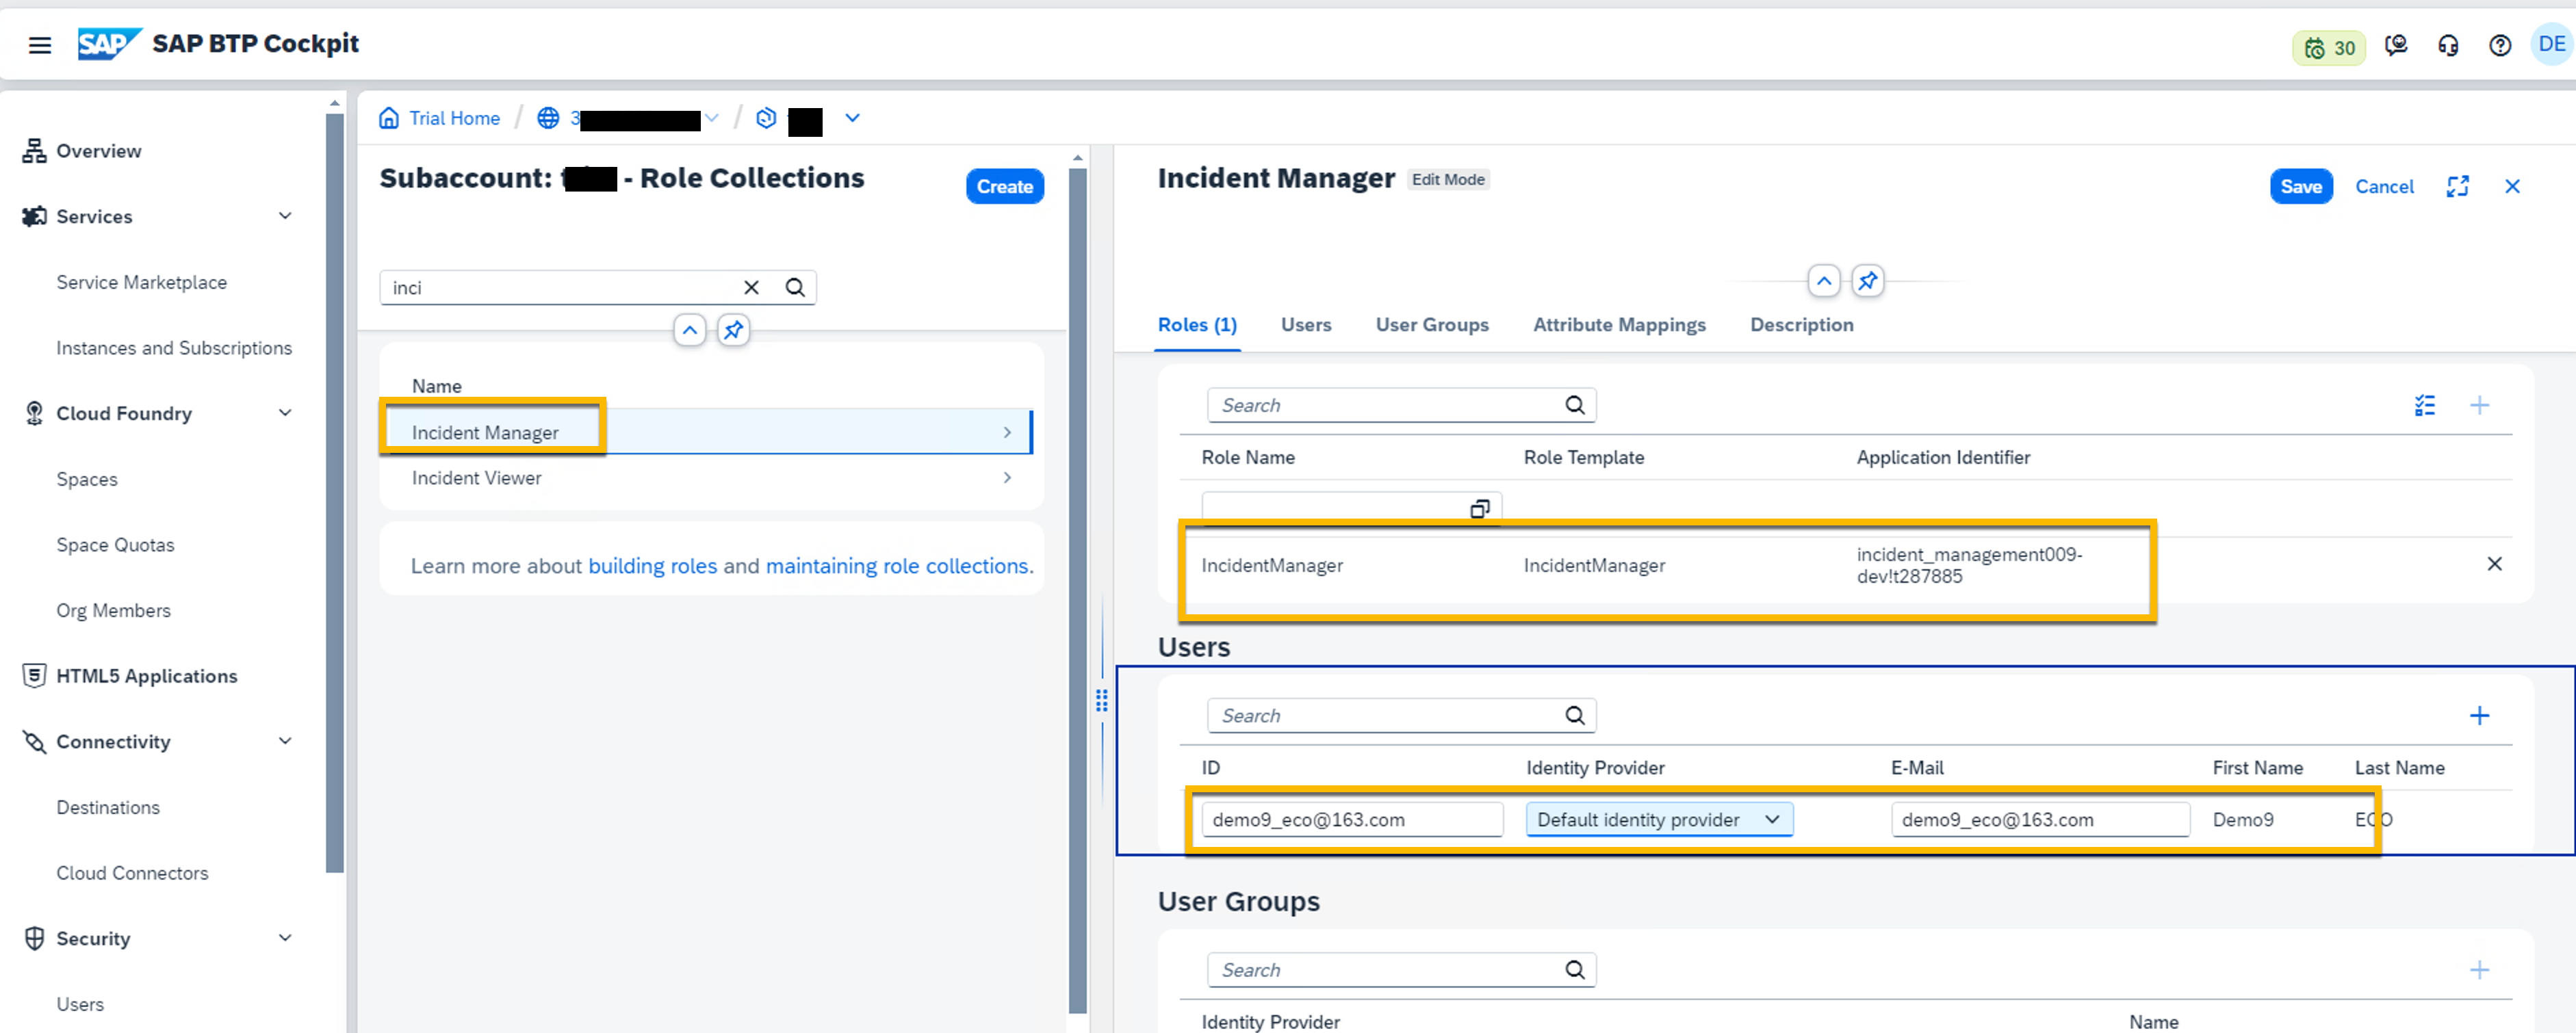 SAP SAP BTP Cockpit
30
DE
Overview
Services
Service Marketplace
Instances and Subscriptions
Cloud Foundry
Spaces
Space Quotas
Org Members
HTML5 Applications
Connectivity
Destinations
Cloud Connectors
Security
Users
Trial Home / 3 /
Subaccount: - Role Collections
Create
inci
Name
Incident Manager
Incident Viewer
Learn more about building roles and maintaining role collections.
Incident Manager Edit Mode
Save Cancel
Roles (1) Users User Groups Attribute Mappings Description
Search
Role Name Role Template Application Identifier
IncidentManager IncidentManager incident_management009-
dev!t287885
Users
Search
ID Identity Provider E-Mail First Name Last Name
demo9_eco@163.com Default identity provider demo9_eco@163.com Demo9 ECO
User Groups
Search
Identity Provider Name